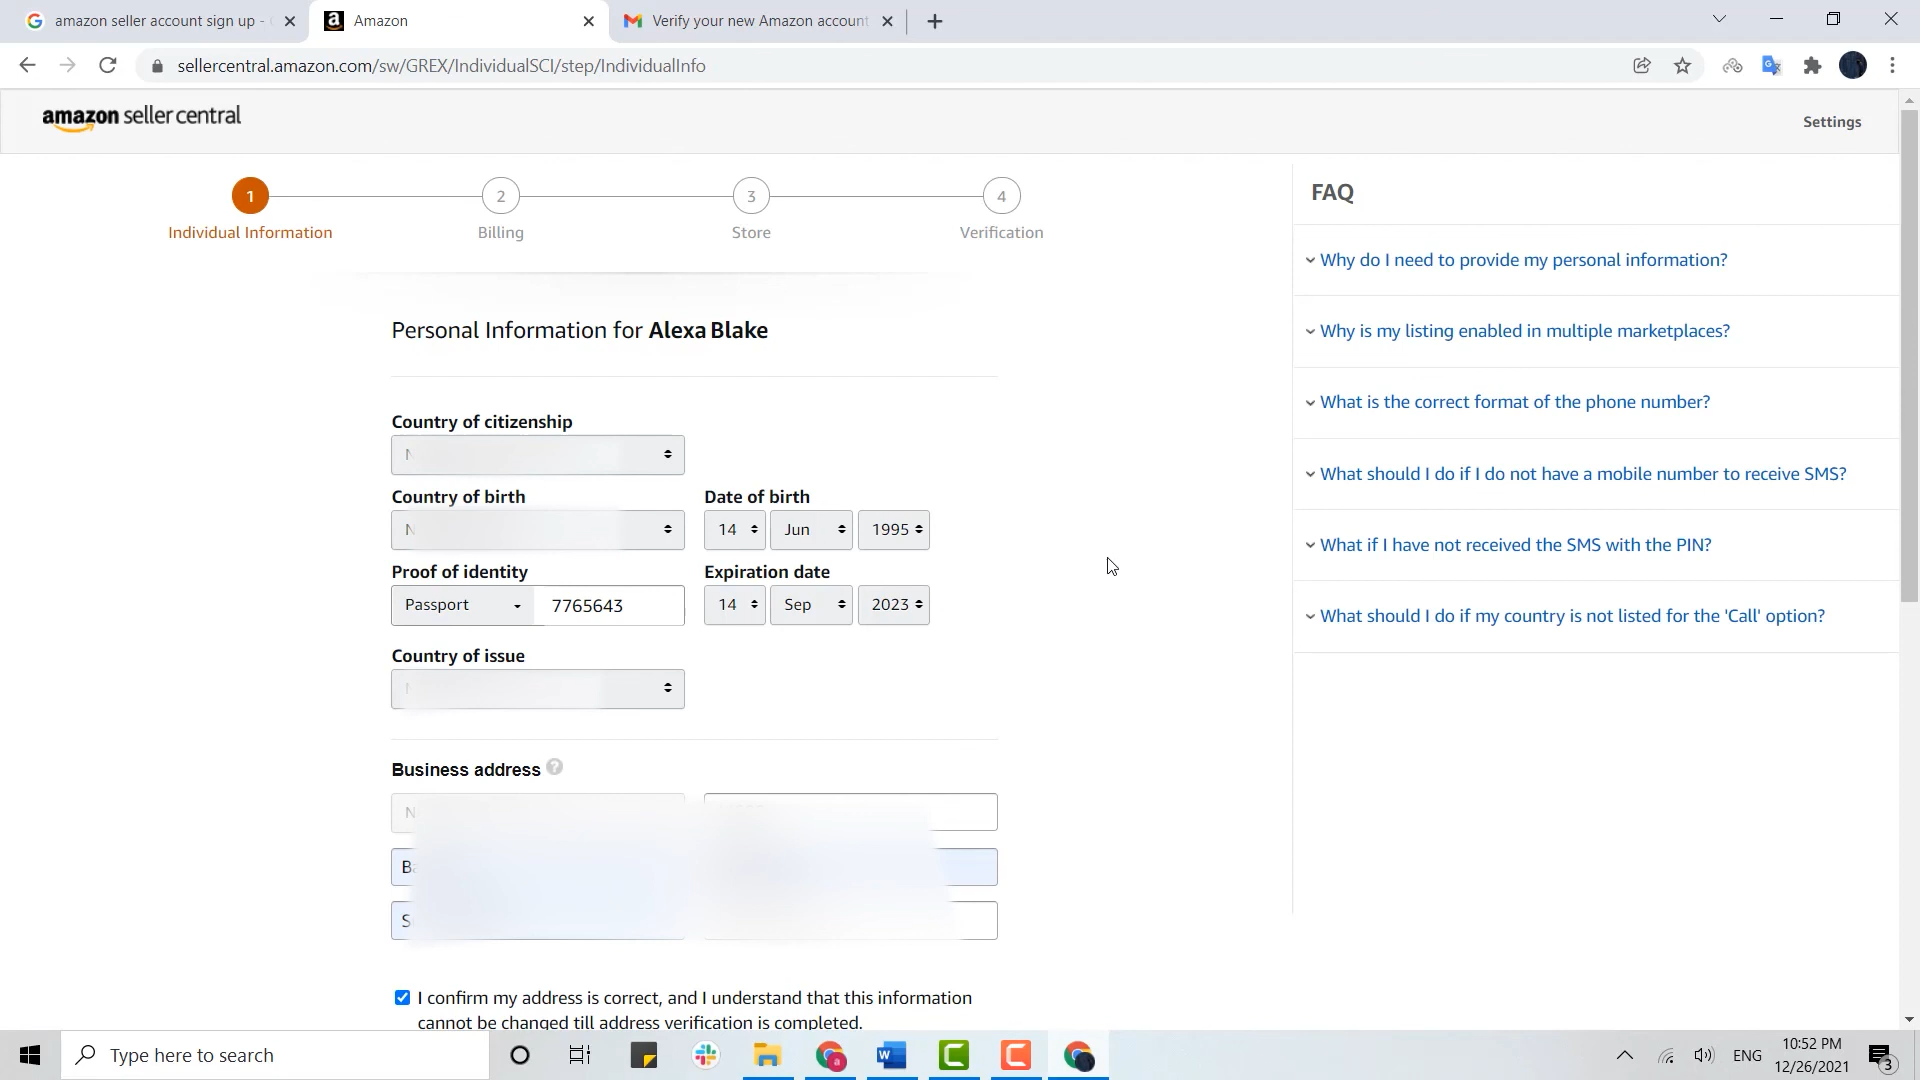 amazon seller account sign up -
Amazon
Verify your new Amazon account
sellercentral.amazon.com/sw/GREX/IndividualSCI/step/IndividualInfo
amazon seller central
Settings
1
2
3
4
Individual Information
Billing
Store
Verification
Personal Information for Alexa Blake
Country of citizenship
N
Country of birth
Date of birth
N
14
Jun
1995
Proof of identity
Expiration date
Passport
7765643
14
Sep
2023
Country of issue
Business address ?
N
B
S
I confirm my address is correct, and I understand that this information
cannot be changed till address verification is completed.
FAQ
Why do I need to provide my personal information?
Why is my listing enabled in multiple marketplaces?
What is the correct format of the phone number?
What should I do if I do not have a mobile number to receive SMS?
What if I have not received the SMS with the PIN?
What should I do if my country is not listed for the 'Call' option?
Type here to search
ENG
10:52 PM
12/26/2021
3